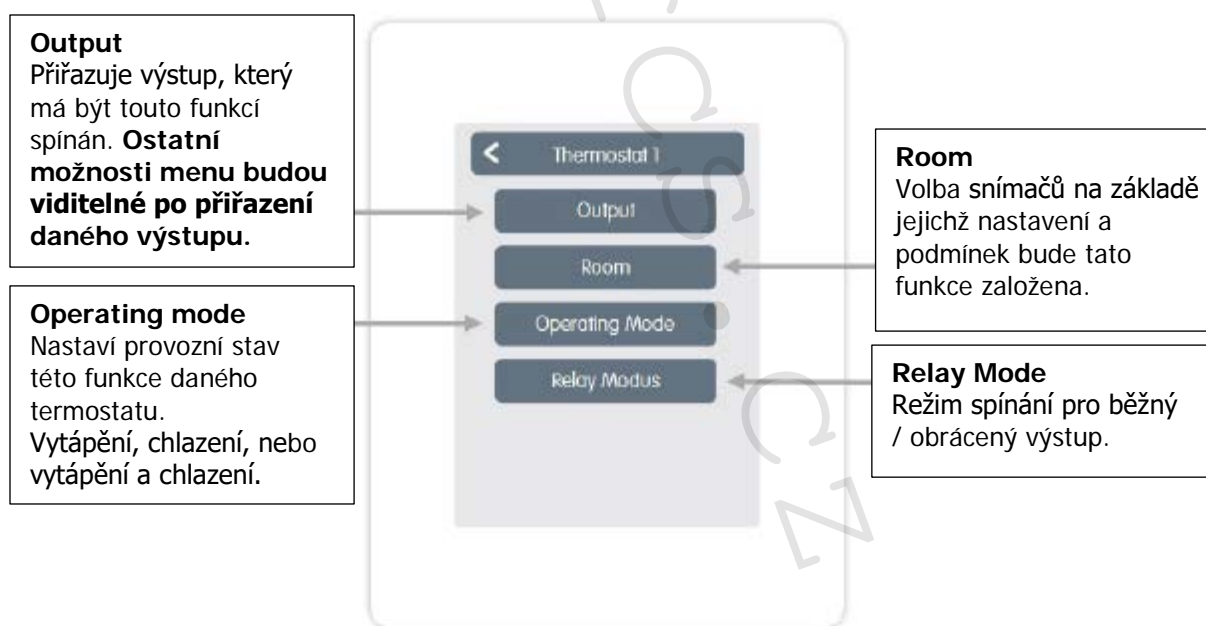 Output
Přiřazuje výstup, který
má být touto funkcí
spínán. Ostatní
možnosti menu budou
viditelné po přiřazení
daného výstupu.
Operating mode
Nastaví provozní stav
této funkce daného
termostatu.
Vytápění, chlazení, nebo
vytápění a chlazení.
< Thermostat 1
Output
Room
Operating Mode
Relay Modus
Room
Volba snímačů na základě
jejichž nastavení a
podmínek bude tato
funkce založena.
Relay Mode
Režim spínání pro běžný
/ obrácený výstup.